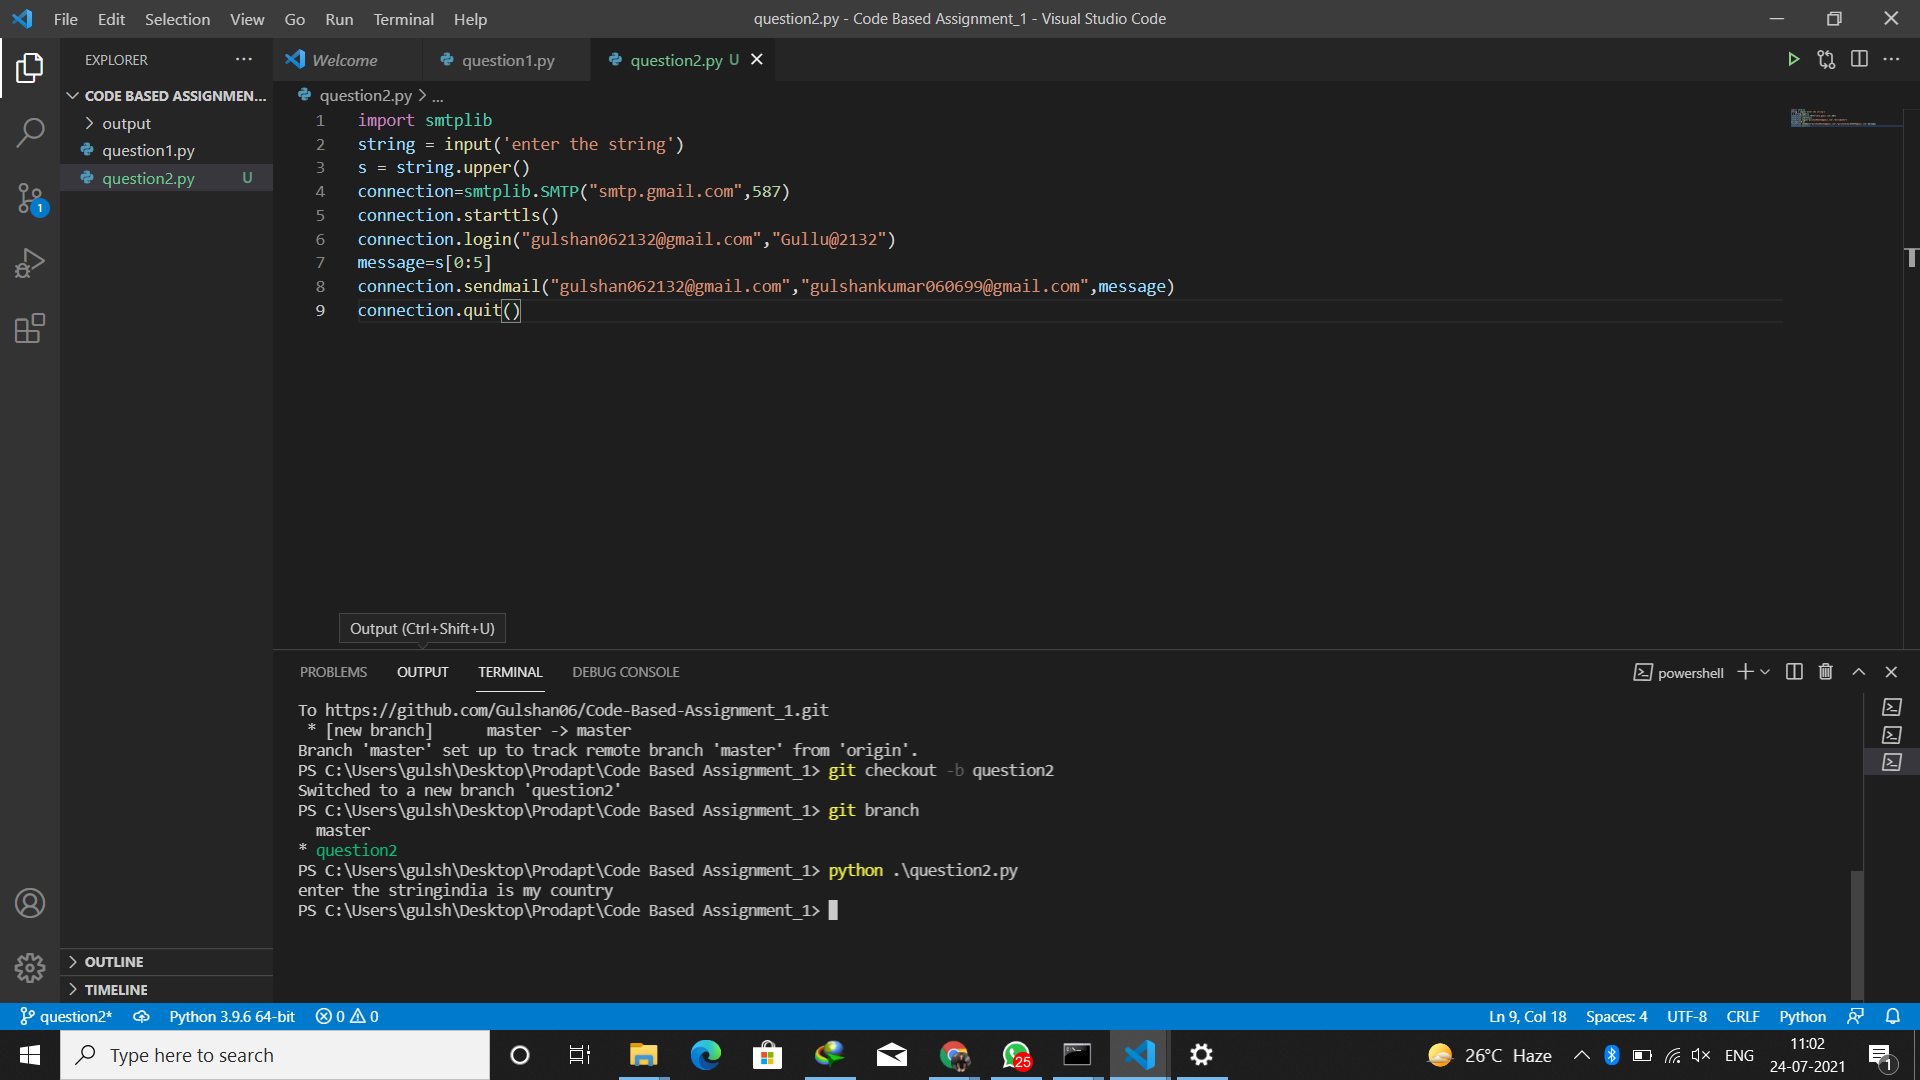 File Edit Selection View Go Run Terminal Help
question2.py - Code Based Assignment_1 - Visual Studio Code
EXPLORER
Welcome
question1.py
question2.py U
CODE BASED ASSIGNMEN...
output
question1.py
question2.py U
question2.py > ...
1 import smtplib
2 string = input('enter the string')
3 s = string.upper()
4 connection=smtplib.SMTP("smtp.gmail.com",587)
5 connection.starttls()
6 connection.login("gulshan062132@gmail.com","Gullu@2132")
7 message=s[0:5]
8 connection.sendmail("gulshan062132@gmail.com","gulshankumar060699@gmail.com",message)
9 connection.quit()
1
Output (Ctrl+Shift+U)
PROBLEMS OUTPUT TERMINAL DEBUG CONSOLE
powershell
To https://github.com/Gulshan06/Code-Based-Assignment_1.git
* [new branch] master -> master
Branch 'master' set up to track remote branch 'master' from 'origin'.
PS C:\Users\gulsh\Desktop\Prodapt\Code Based Assignment_1> git checkout -b question2
Switched to a new branch 'question2'
PS C:\Users\gulsh\Desktop\Prodapt\Code Based Assignment_1> git branch
master
* question2
PS C:\Users\gulsh\Desktop\Prodapt\Code Based Assignment_1> python .\question2.py
enter the stringindia is my country
PS C:\Users\gulsh\Desktop\Prodapt\Code Based Assignment_1>
OUTLINE
TIMELINE
question2* Python 3.9.6 64-bit 0 0
Ln 9, Col 18 Spaces: 4 UTF-8 CRLF Python
Type here to search
25
26°C Haze
ENG
11:02
24-07-2021
1